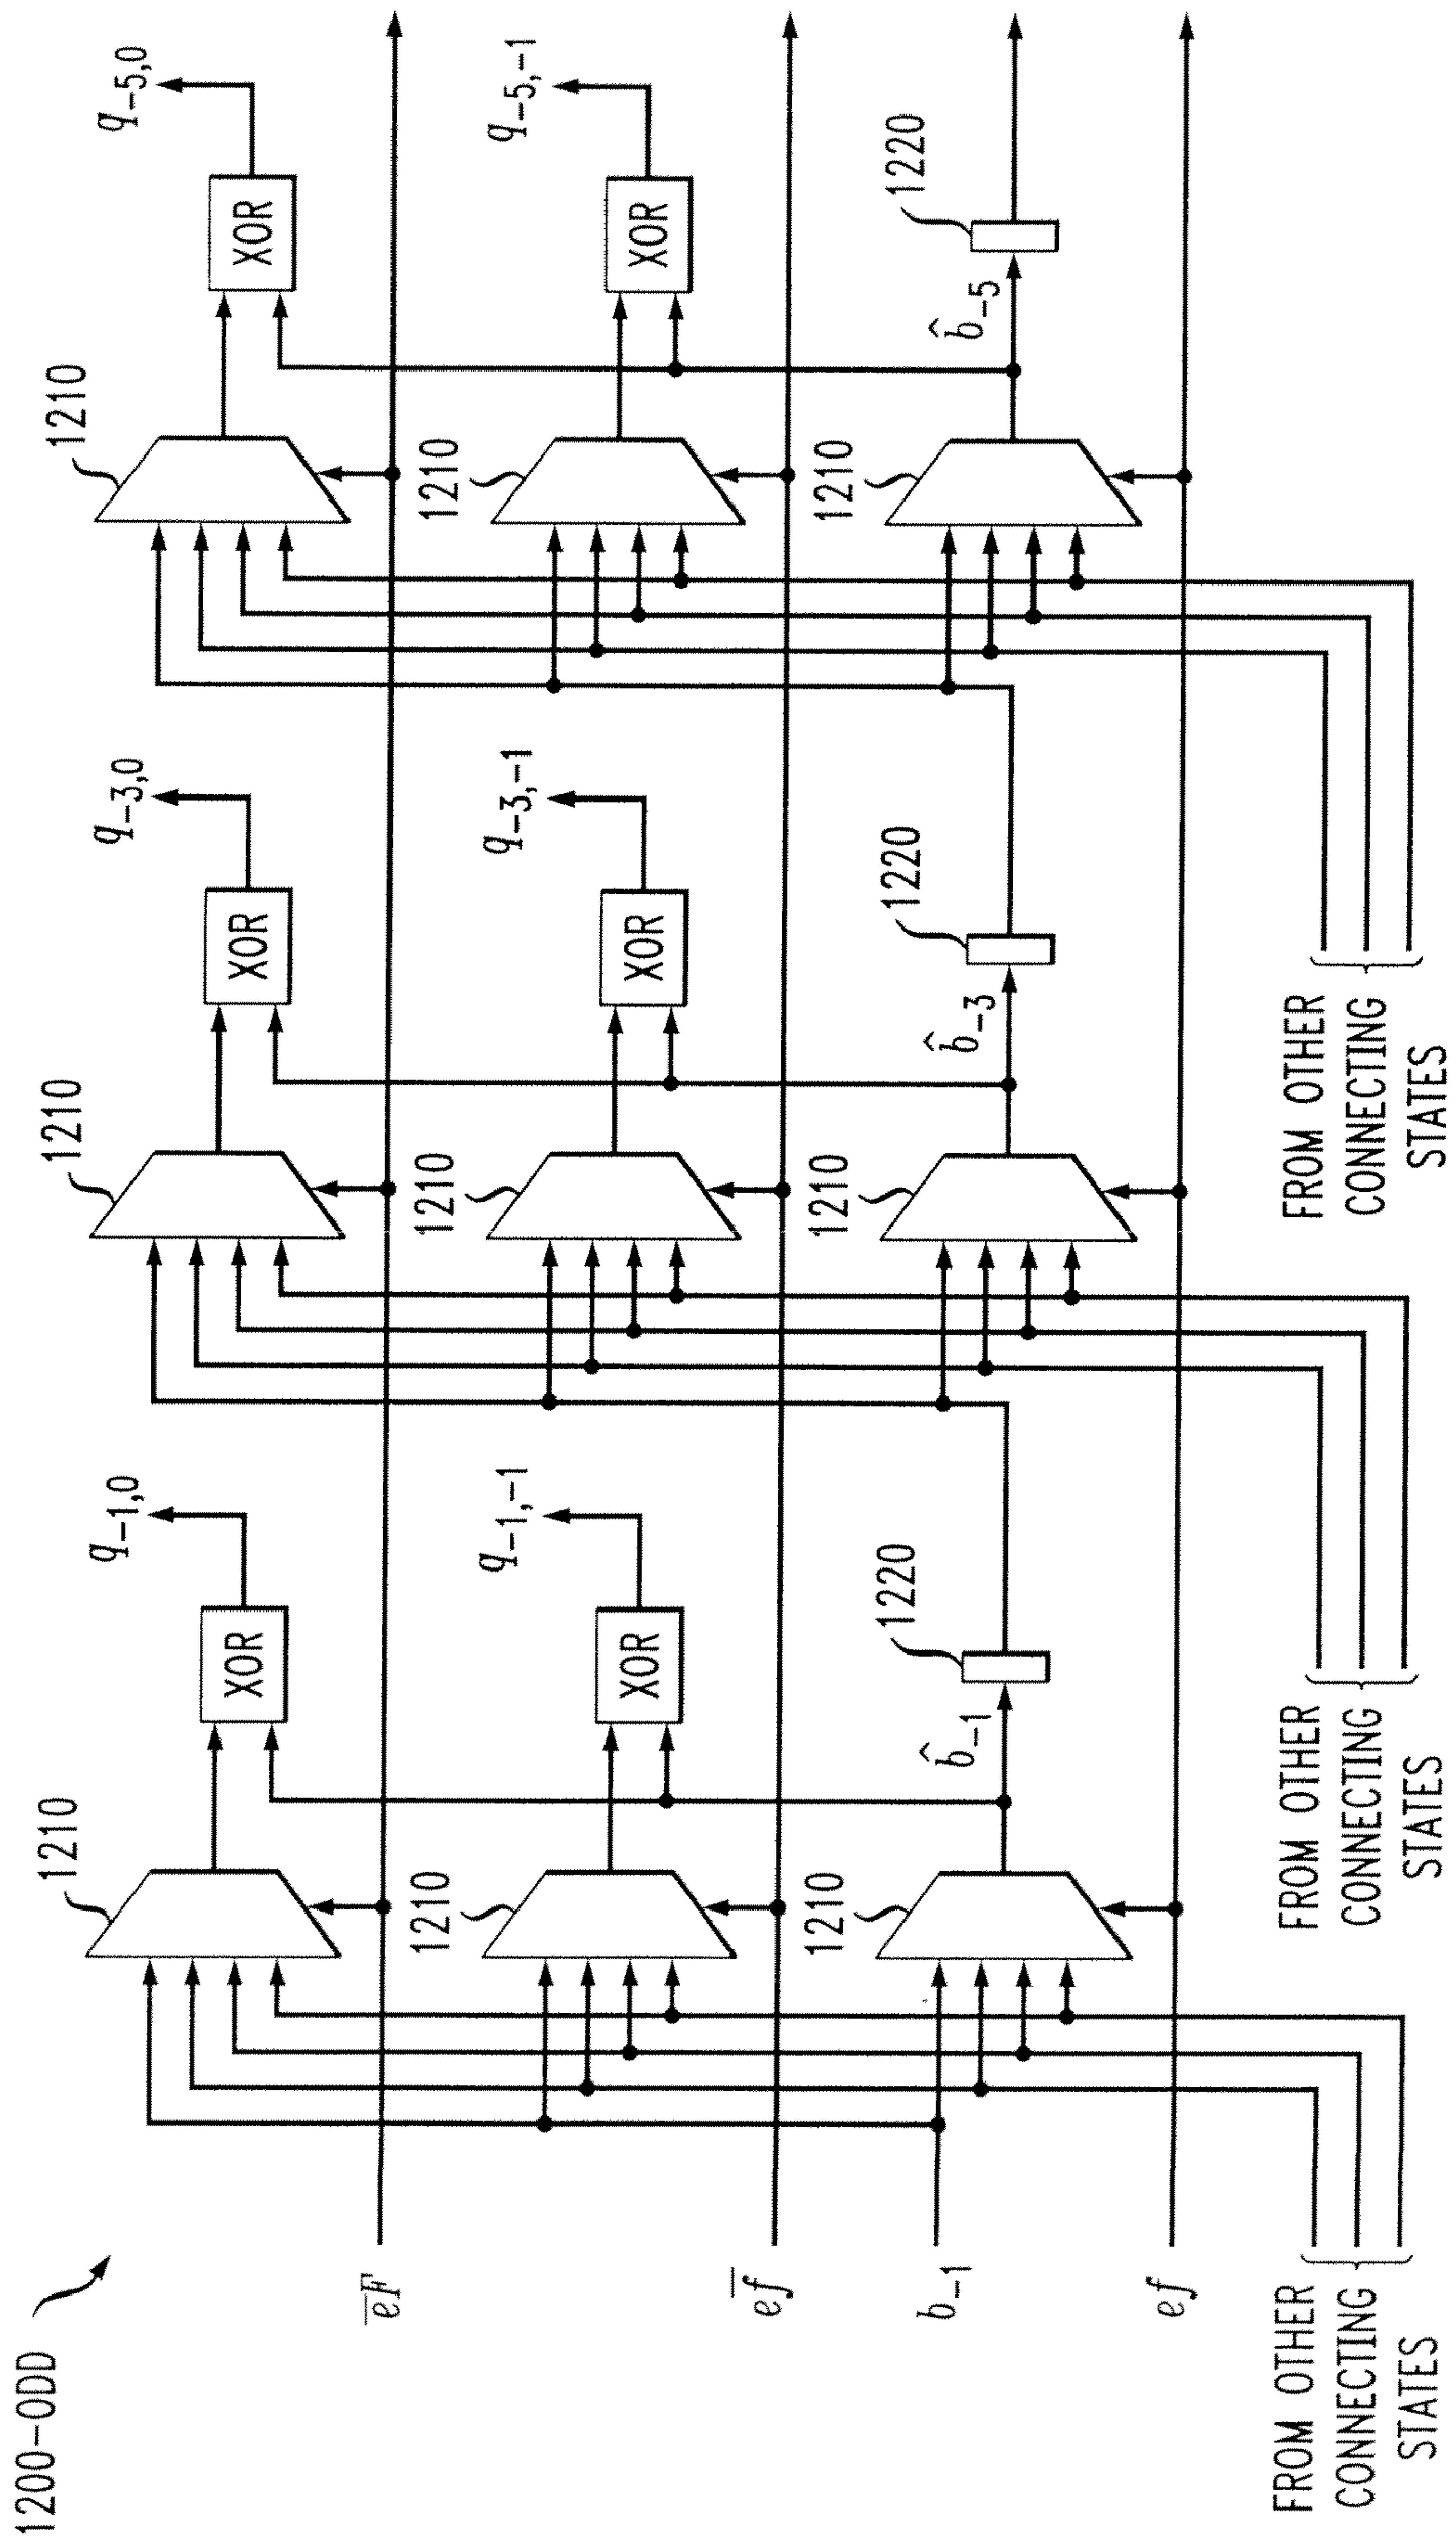 1200-ODD
1210
1210
1210
XOR
XOR
q₋₁,₀
q₋₁,₋₁
b̂₋₁
1220
1210
1210
1210
XOR
XOR
q₋₃,₀
q₋₃,₋₁
b̂₋₃
1220
1210
1210
1210
XOR
XOR
q₋₅,₀
q₋₅,₋₁
b̂₋₅
1220
e̅F̅
ef̅
b₋₁
ef
FROM OTHER
CONNECTING
STATES
FROM OTHER
CONNECTING
STATES
FROM OTHER
CONNECTING
STATES